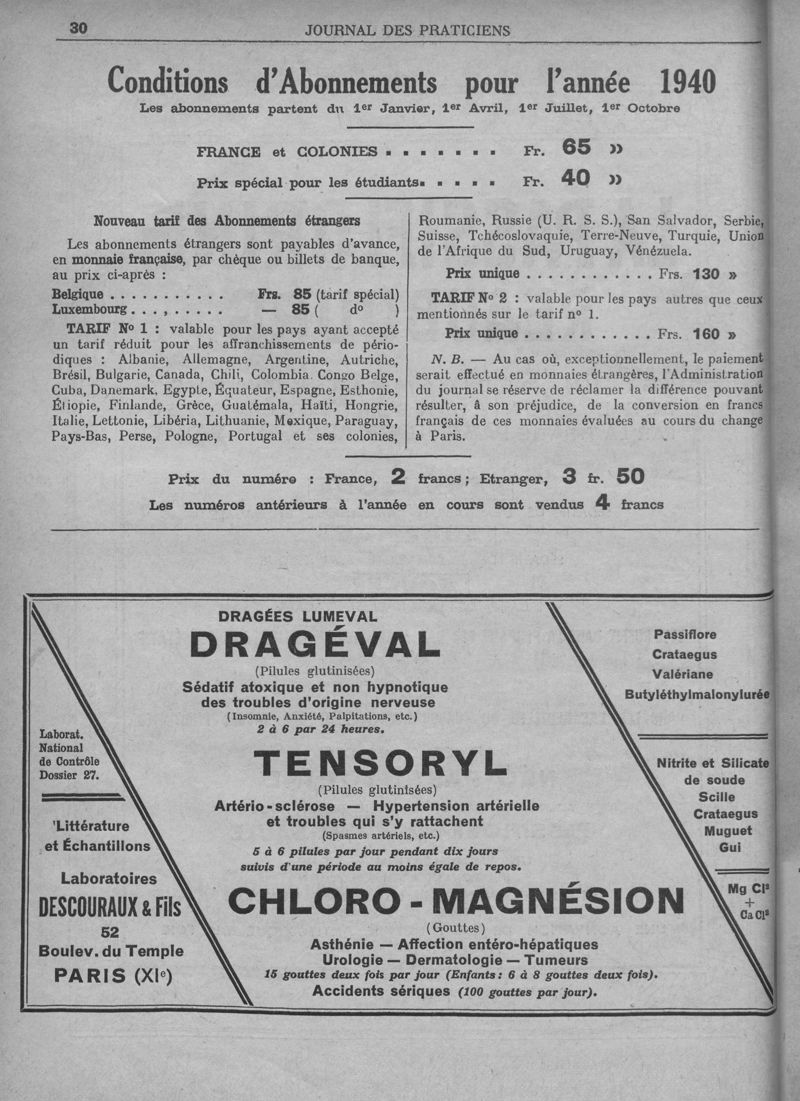 30
JOURNAL DES PRATICIENS
Conditions d'Abonnements pour l'année 1940
Les abonnements partent du 1er Janvier, 1er Avril, 1er Juillet, 1er Octobre
FRANCE et COLONIES . . . . . . . Fr. 65 »
Prix spécial pour les étudiants. . . . . Fr. 40 »
Nouveau tarif des Abonnements étrangers
Les abonnements étrangers sont payables d'avance,
en monnaie française, par chèque ou billets de banque,
au prix ci-après :
Belgique . . . . . . . . . . . Frs. 85 (tarif spécial)
Luxembourg . . . , . . . . . — 85 ( do )
TARIF No 1 : valable pour les pays ayant accepté
un tarif réduit pour les affranchissements de pério-
diques : Albanie, Allemagne, Argentine, Autriche,
Brésil, Bulgarie, Canada, Chili, Colombia. Congo Belge,
Cuba, Danemark, Egypte, Équateur, Espagne, Esthonie,
Étiopie, Finlande, Grèce, Guatémala, Haïti, Hongrie,
Italie, Lettonie, Libéria, Lithuanie, Mexique, Paraguay,
Pays-Bas, Perse, Pologne, Portugal et ses colonies,
Roumanie, Russie (U. R. S. S.), San Salvador, Serbie,
Suisse, Tchécoslovaquie, Terre-Neuve, Turquie, Union
de l'Afrique du Sud, Uruguay, Vénézuela.
Prix unique . . . . . . . . . . . . Frs. 130 »
TARIF No 2 : valable pour les pays autres que ceux
mentionnés sur le tarif no 1.
Prix unique . . . . . . . . . . . . Frs. 160 »
N. B. — Au cas où, exceptionnellement, le paiement
serait effectué en monnaies étrangères, l'Administration
du journal se réserve de réclamer la différence pouvant
résulter, â son préjudice, de la conversion en francs
français de ces monnaies évaluées au cours du change
à Paris.
Prix du numéro : France, 2 francs ; Etranger, 3 fr. 50
Les numéros antérieurs à l'année en cours sont vendus 4 francs
DRAGÉES LUMEVAL
DRAGÉVAL
(Pilules glutinisées)
Sédatif atoxique et non hypnotique
des troubles d'origine nerveuse
(Insomnie, Anxiété, Palpitations, etc.)
2 à 6 par 24 heures.
Passiflore
Crataegus
Valériane
Butyléthylmalonylurée
Laborat.
National
de Contrôle
Dossier 27.
TENSORYL
(Pilules glutinisées)
Artério-sclérose — Hypertension artérielle
et troubles qui s'y rattachent
(Spasmes artériels, etc.)
5 à 6 pilules par jour pendant dix jours
suivis d'une période au moins égale de repos.
Nitrite et Silicate
de soude
Scille
Crataegus
Muguet
Gui
'Littérature
et Échantillons
Laboratoires
DESCOURAUX & Fils
52
Boulev. du Temple
PARIS (XIe)
CHLORO - MAGNÉSION
(Gouttes)
Asthénie — Affection entéro-hépatiques
Urologie — Dermatologie — Tumeurs
15 gouttes deux fois par jour (Enfants : 6 à 8 gouttes deux fois).
Accidents sériques (100 gouttes par jour).
Mg Cl²
+
Ca Cl²